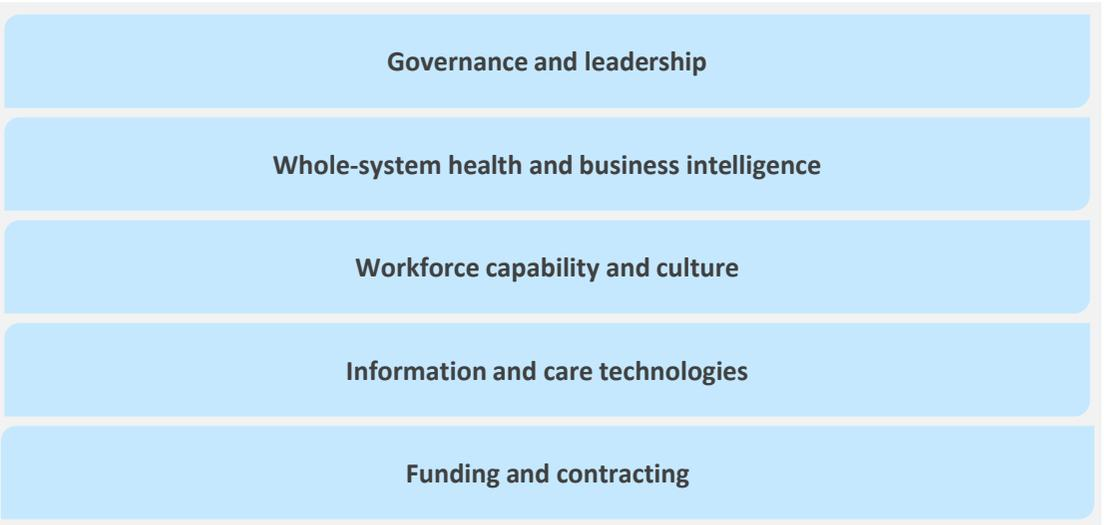 Governance and leadership
Whole-system health and business intelligence
Workforce capability and culture
Information and care technologies
Funding and contracting